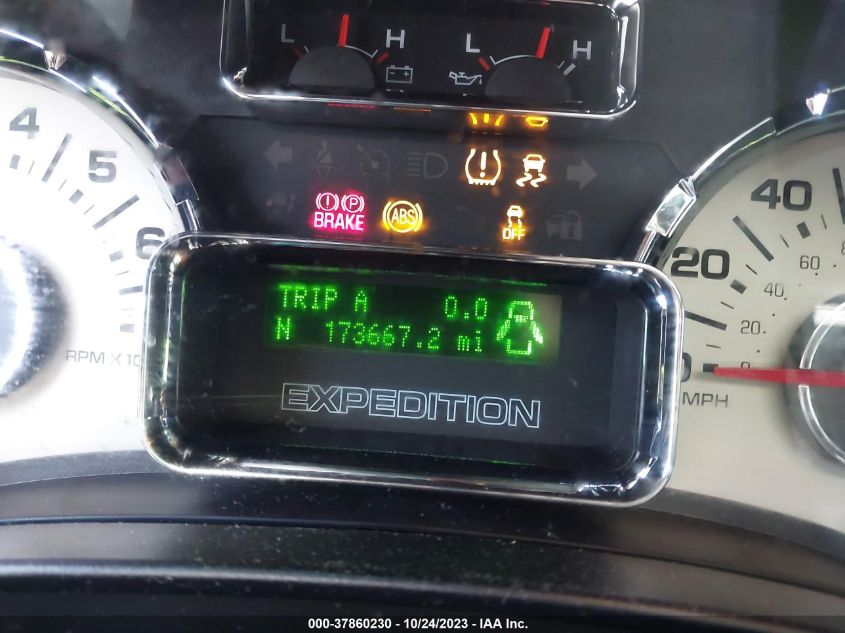 L H L H
4
5
6
BRAKE ABS OFF
TRIP A 0.0
N 173667.2 mi
EXPEDITION
RPM X 10
40
60
20
40
20
0
MPH
000-37860230 - 10/24/2023 - IAA Inc.